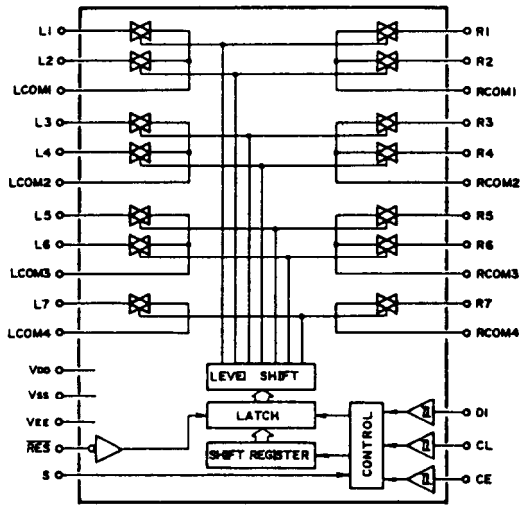 L1 R1
L2 R2
LCOM1 RCOM1
L3 R3
L4 R4
LCOM2 RCOM2
L5 R5
L6 R6
LCOM3 RCOM3
L7 R7
LCOM4 RCOM4
VDD
LEVEL SHIFT
VSS
LATCH
DI
VEE
CONTROL
RES
SHIFT REGISTER
CL
S
CE